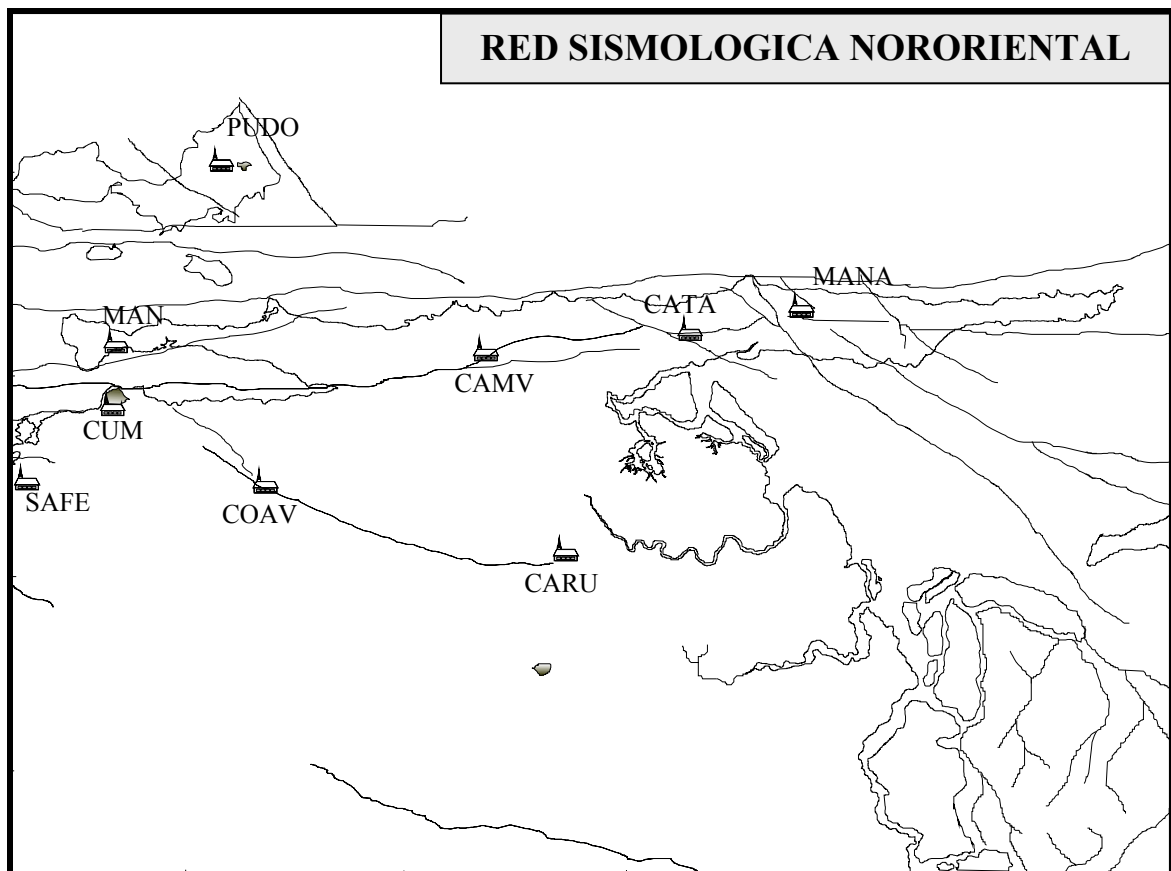 RED SISMOLOGICA NORORIENTAL
PUDO
MANA
CATA
MAN
CAMV
CUM
SAFE
COAV
CARU